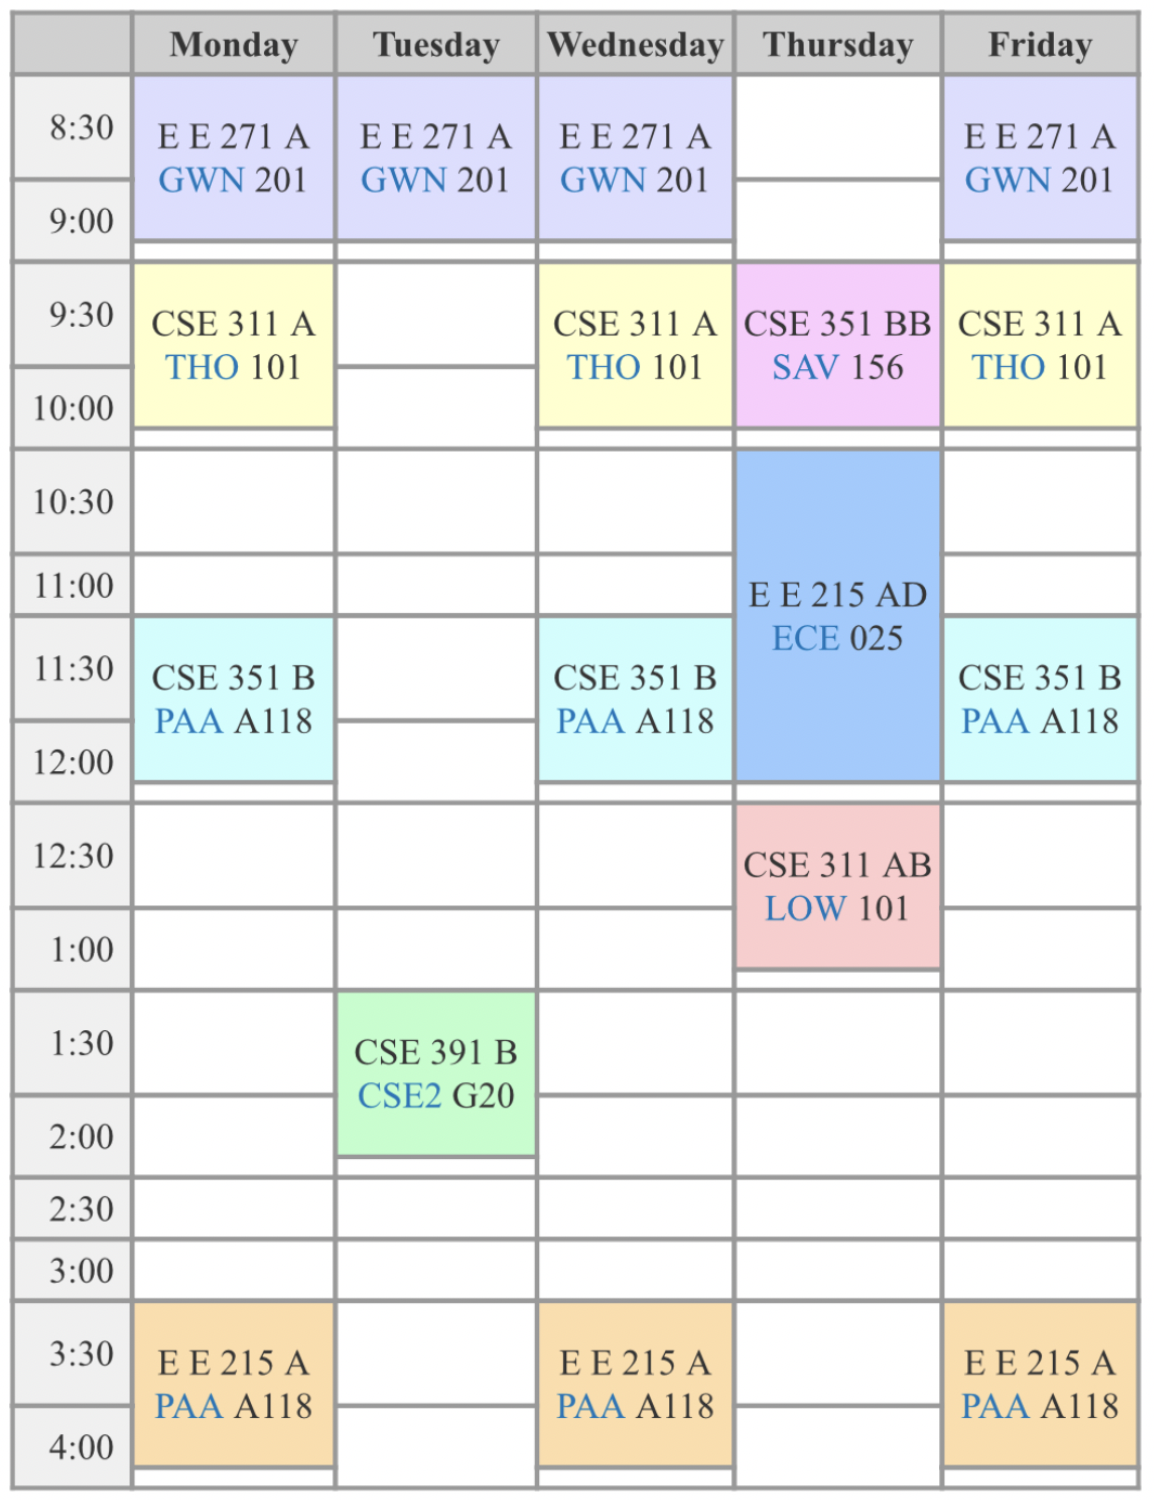 Monday Tuesday Wednesday Thursday Friday
8:30
E E 271 A E E 271 A E E 271 A E E 271 A
GWN 201 GWN 201 GWN 201 GWN 201
9:00
9:30
CSE 311 A CSE 311 A CSE 351 BB CSE 311 A
THO 101 THO 101 SAV 156 THO 101
10:00
10:30
11:00
E E 215 AD
ECE 025
11:30
CSE 351 B CSE 351 B CSE 351 B
PAA A118 PAA A118 PAA A118
12:00
12:30
CSE 311 AB
LOW 101
1:00
1:30
CSE 391 B
CSE2 G20
2:00
2:30
3:00
3:30
E E 215 A E E 215 A E E 215 A
PAA A118 PAA A118 PAA A118
4:00